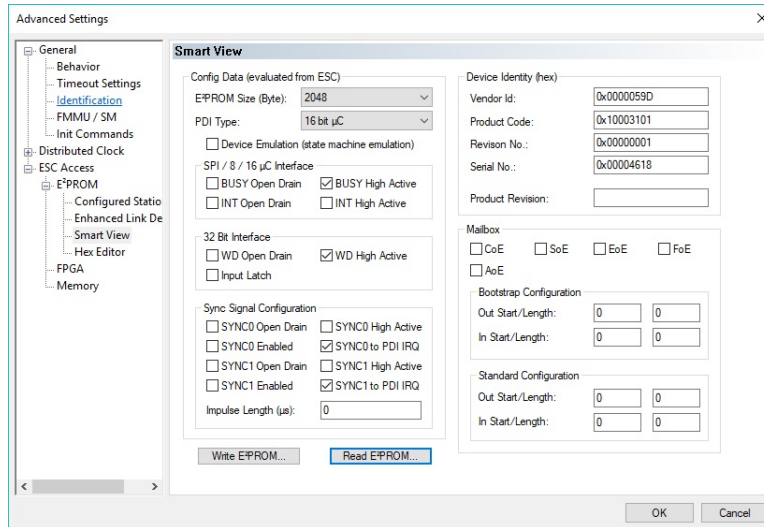 Advanced Settings
General
Behavior
Timeout Settings
Identification
FMMU / SM
Init Commands
Distributed Clock
ESC Access
E²PROM
Configured Statio
Enhanced Link De
Smart View
Hex Editor
FPGA
Memory
Smart View
Config Data (evaluated from ESC)
E²PROM Size (Byte): 2048
PDI Type: 16 bit µC
Device Emulation (state machine emulation)
SPI / 8 / 16 µC Interface
BUSY Open Drain BUSY High Active
INT Open Drain INT High Active
32 Bit Interface
WD Open Drain WD High Active
Input Latch
Sync Signal Configuration
SYNC0 Open Drain SYNC0 High Active
SYNC0 Enabled SYNC0 to PDI IRQ
SYNC1 Open Drain SYNC1 High Active
SYNC1 Enabled SYNC1 to PDI IRQ
Impulse Length (µs): 0
Write E²PROM... Read E²PROM...
Device Identity (hex)
Vendor Id: 0x0000059D
Product Code: 0x10003101
Revison No.: 0x00000001
Serial No.: 0x00004618
Product Revision:
Mailbox
CoE SoE EoE FoE
AoE
Bootstrap Configuration
Out Start/Length: 0 0
In Start/Length: 0 0
Standard Configuration
Out Start/Length: 0 0
In Start/Length: 0 0
OK Cancel